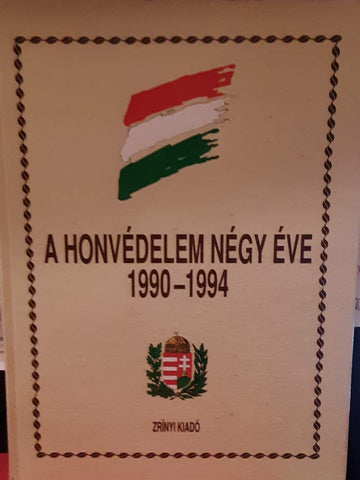 A HONVÉDELEM NÉGY ÉVE
1990-1994
ZRÍNYI KIADÓ